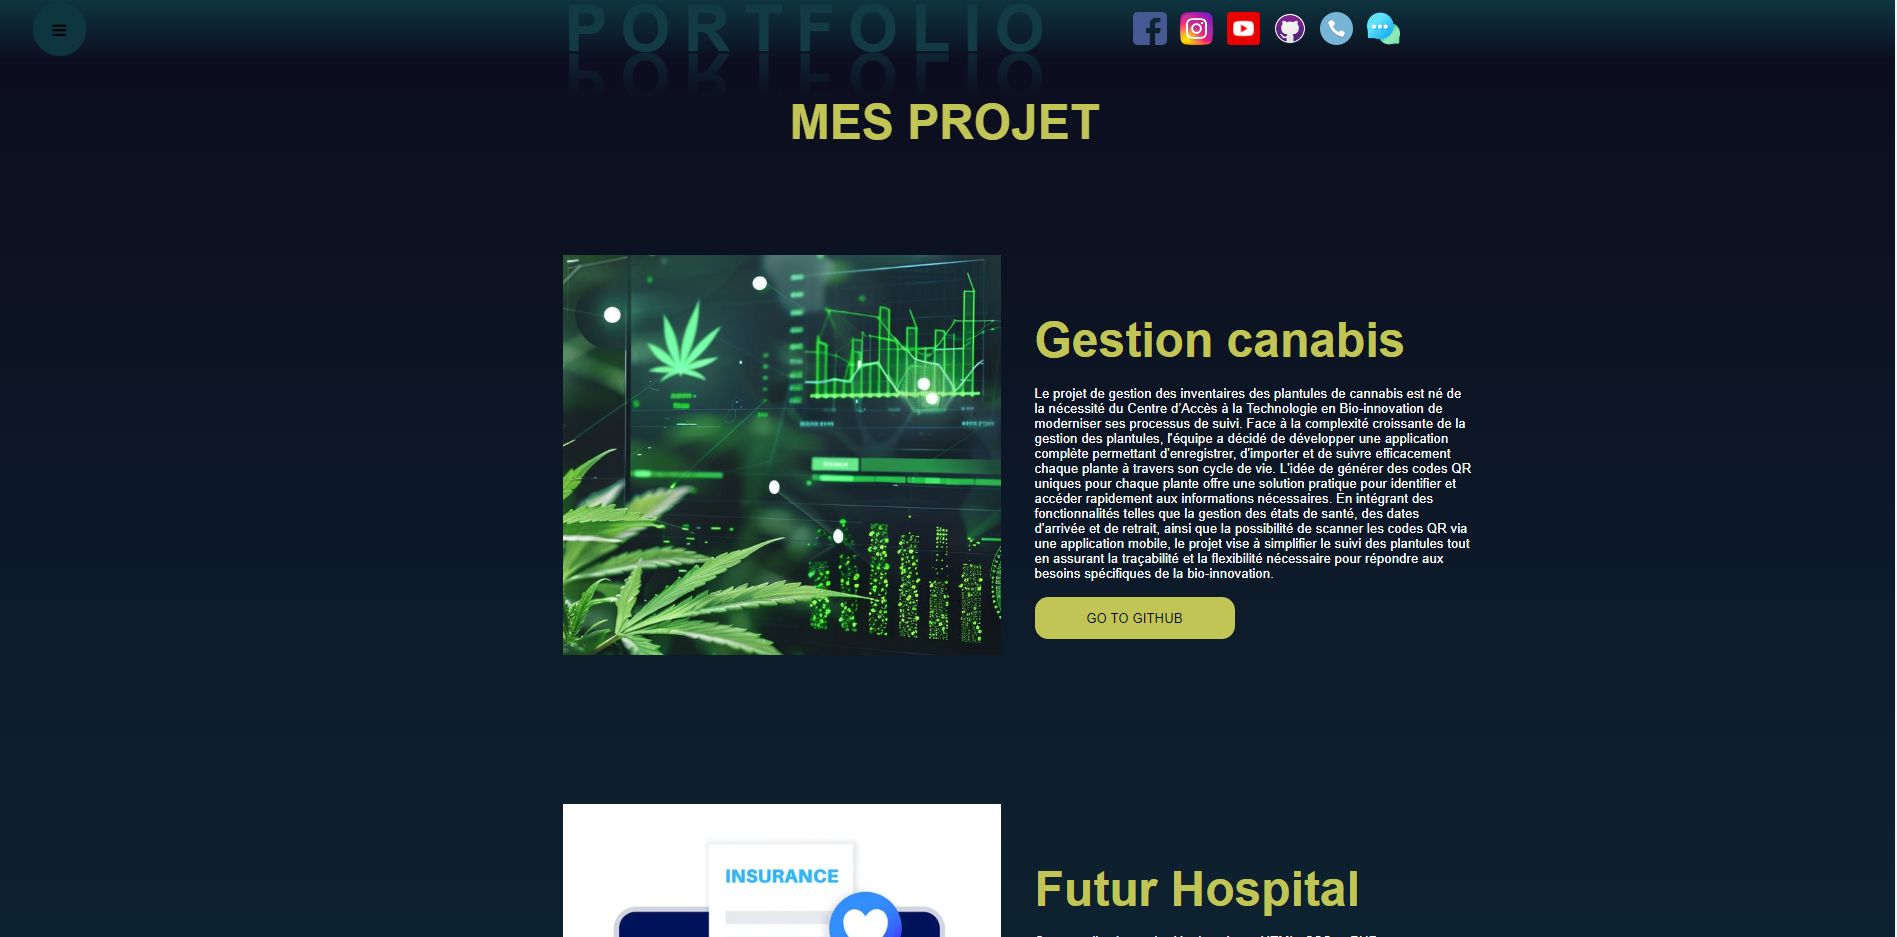 PORTFOLIO
MES PROJET
Gestion canabis
Le projet de gestion des inventaires des plantules de cannabis est né de
la nécessité du Centre d'Accès à la Technologie en Bio-innovation de
moderniser ses processus de suivi. Face à la complexité croissante de la
gestion des plantules, l'équipe a décidé de développer une application
complète permettant d'enregistrer, d'importer et de suivre efficacement
chaque plante à travers son cycle de vie. L'idée de générer des codes QR
uniques pour chaque plante offre une solution pratique pour identifier et
accéder rapidement aux informations nécessaires. En intégrant des
fonctionnalités telles que la gestion des états de santé, des dates
d'arrivée et de retrait, ainsi que la possibilité de scanner les codes QR via
une application mobile, le projet vise à simplifier le suivi des plantules tout
en assurant la traçabilité et la flexibilité nécessaire pour répondre aux
besoins spécifiques de la bio-innovation.
GO TO GITHUB
INSURANCE
Futur Hospital